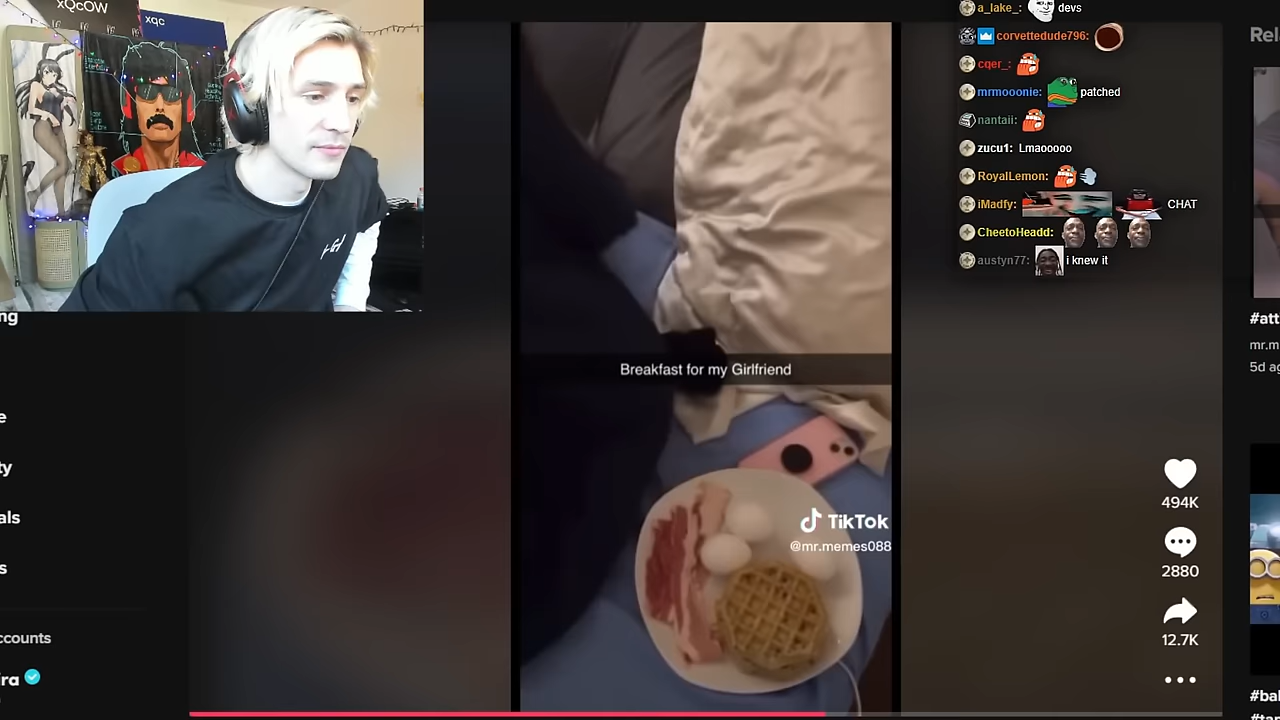 xQcOW
xqc
a_lake_: devs
corvettedude796:
cqer_:
mrmooonie: patched
nantaii:
zucu1: Lmaooooo
RoyalLemon:
iMadfy: CHAT
CheetoHeadd:
austyn77: i knew it
Rel
ng
e
ty
als
s
ccounts
ra
Breakfast for my Girlfriend
TikTok
@mr.memes088
494K
2880
12.7K
#att
mr.m
5d ag
#bal